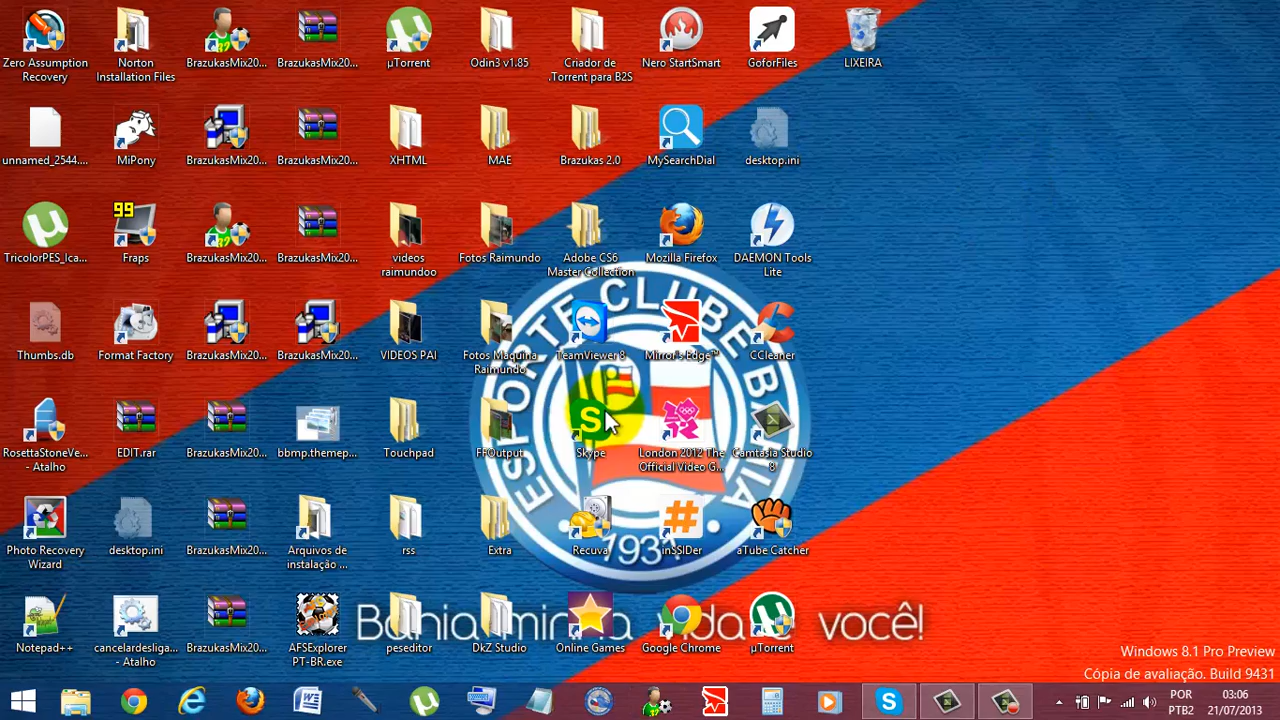 Zero Assumption
Recovery
Norton
Installation Files
BrazukasMix20...
BrazukasMix20...
µTorrent
Odin3 v1.85
Criador de
.Torrent para B2S
Nero StartSmart
GoforFiles
LIXEIRA
unnamed_2544....
MiPony
BrazukasMix20...
BrazukasMix20...
XHTML
MAE
Brazukas 2.0
MySearchDial
desktop.ini
99
TricolorPES_Ica...
Fraps
BrazukasMix20...
BrazukasMix20...
videos
raimundoo
Fotos Raimundo
Adobe CS6
Master Collection
Mozilla Firefox
DAEMON Tools
Lite
Thumbs.db
Format Factory
BrazukasMix20...
BrazukasMix20...
VIDEOS PAI
Fotos Maquina
Raimundo
TeamViewer 8
Mirror's Edge™
CCleaner
ESPORTE CLUBE BAHIA
1931
RosettaStoneVe...
- Atalho
EDIT.rar
BrazukasMix20...
bbmp.themep...
Touchpad
FFOutput
S
Skype
London 2012 The
Official Video G...
Camtasia Studio
8
Photo Recovery
Wizard
desktop.ini
BrazukasMix20...
Arquivos de
instalação ...
rss
Extra
Recuva
inSSIDer
aTube Catcher
Bahia minha vida é você!
Notepad++
cancelardesliga...
- Atalho
BrazukasMix20...
AFSExplorer
PT-BR.exe
peseditor
DkZ Studio
Online Games
Google Chrome
µTorrent
Windows 8.1 Pro Preview
Cópia de avaliação. Build 9431
POR
PTB2
03:06
21/07/2013